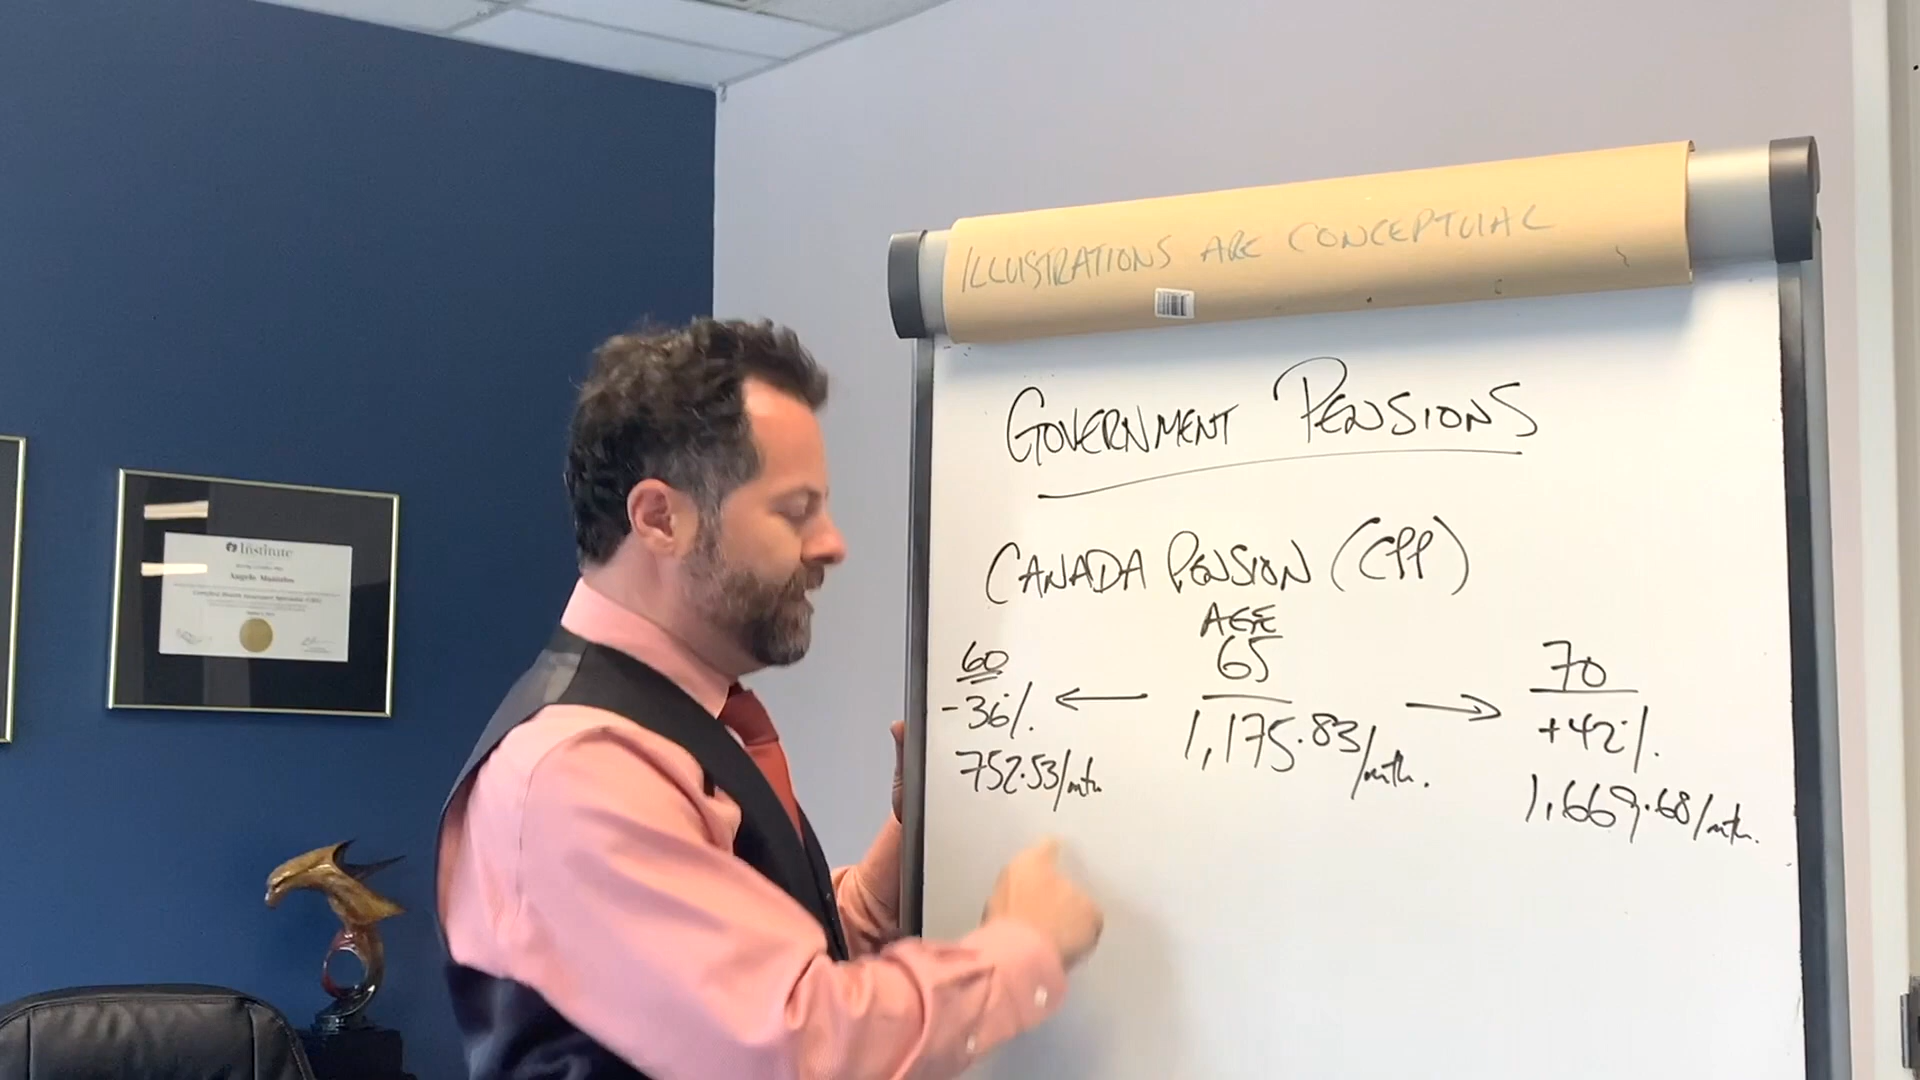 ILLUSTRATIONS ARE CONCEPTUAL
GOVERNMENT PENSIONS
CANADA PENSION (CPP)
AGE
60
65
70
-36%.
1,175.83/mth.
+42%.
752.53/mth
1,669.68/mth.
Institute